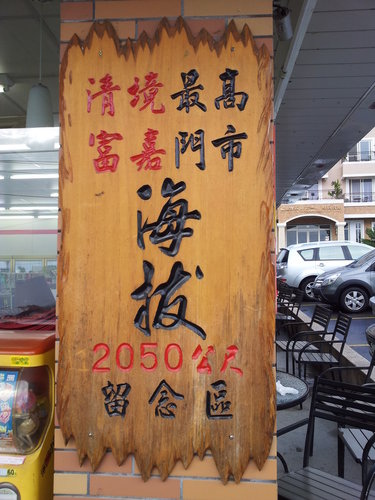 清境最高
富嘉門市
海拔
2050公尺
留念區